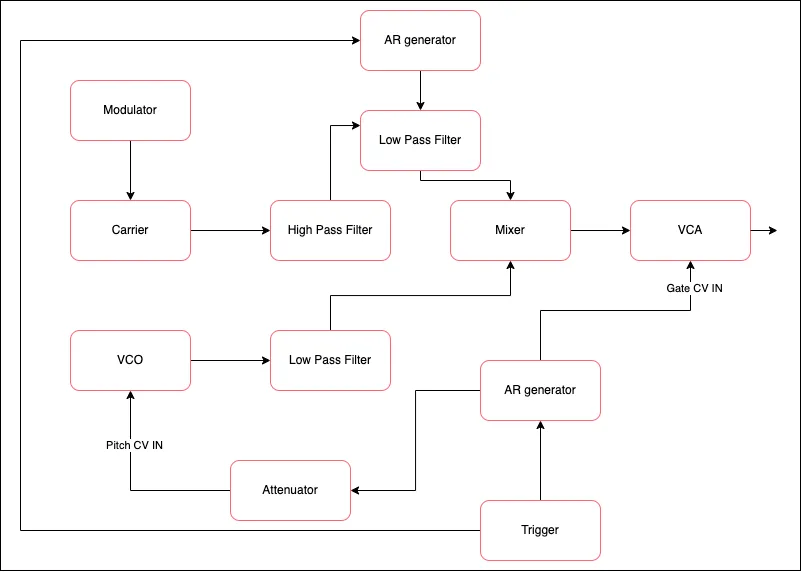 AR generator
Modulator
Low Pass Filter
Carrier
High Pass Filter
Mixer
VCA
Gate CV IN
VCO
Low Pass Filter
AR generator
Pitch CV IN
Attenuator
Trigger